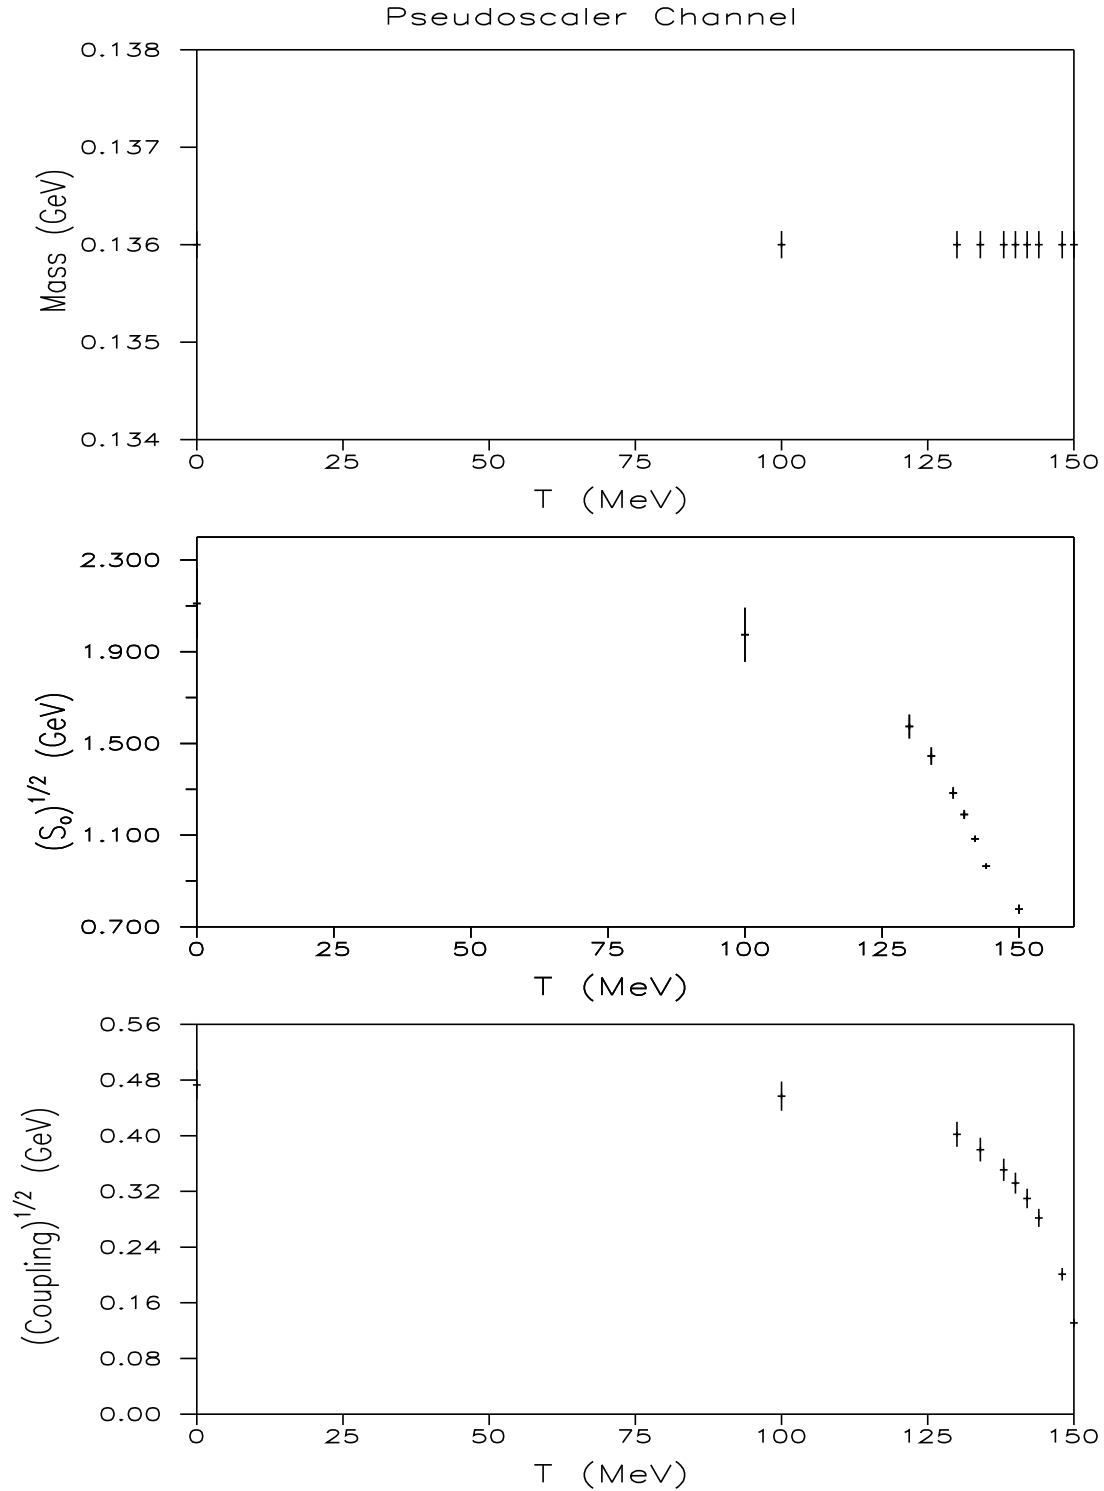 Pseudoscaler Channel
0.138
0.137
0.136
0.135
0.134
Mass (GeV)
0 25 50 75 100 125 150
T (MeV)
2.300
1.900
1.500
1.100
0.700
(S₀)^1/2 (GeV)
0 25 50 75 100 125 150
T (MeV)
0.56
0.48
0.40
0.32
0.24
0.16
0.08
0.00
(Coupling)^1/2 (GeV)
0 25 50 75 100 125 150
T (MeV)